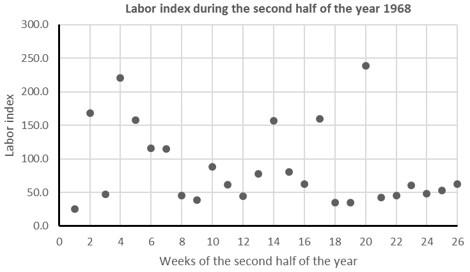 Labor index during the second half of the year 1968
300.0
250.0
200.0
150.0
100.0
50.0
0.0
Labor index
0 2 4 6 8 10 12 14 16 18 20 22 24 26
Weeks of the second half of the year